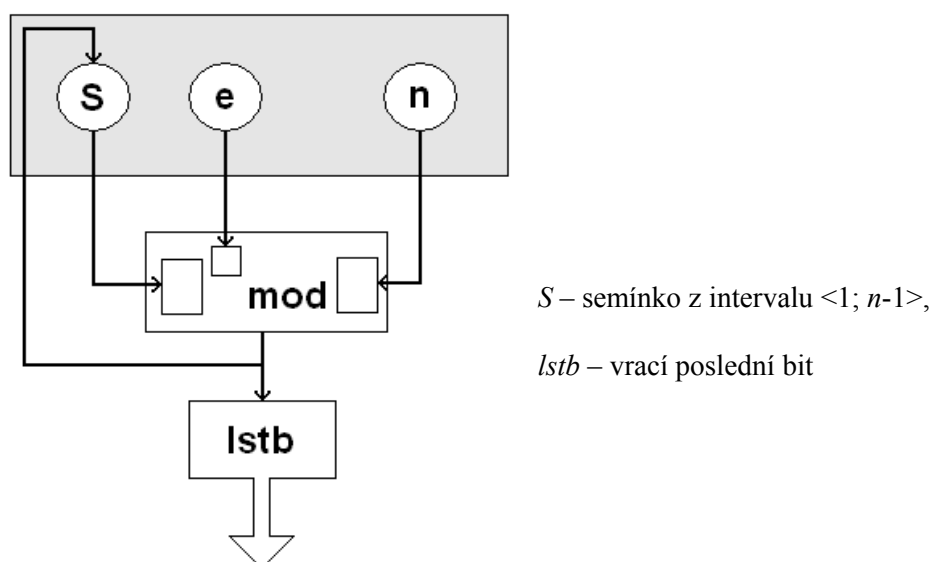 S e n
mod
S – semínko z intervalu <1; n-1>,
lstb – vrací poslední bit
lstb